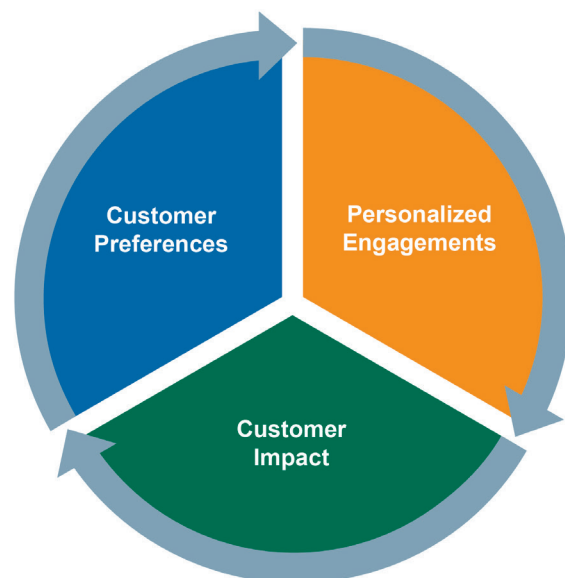 Customer
Preferences
Personalized
Engagements
Customer
Impact